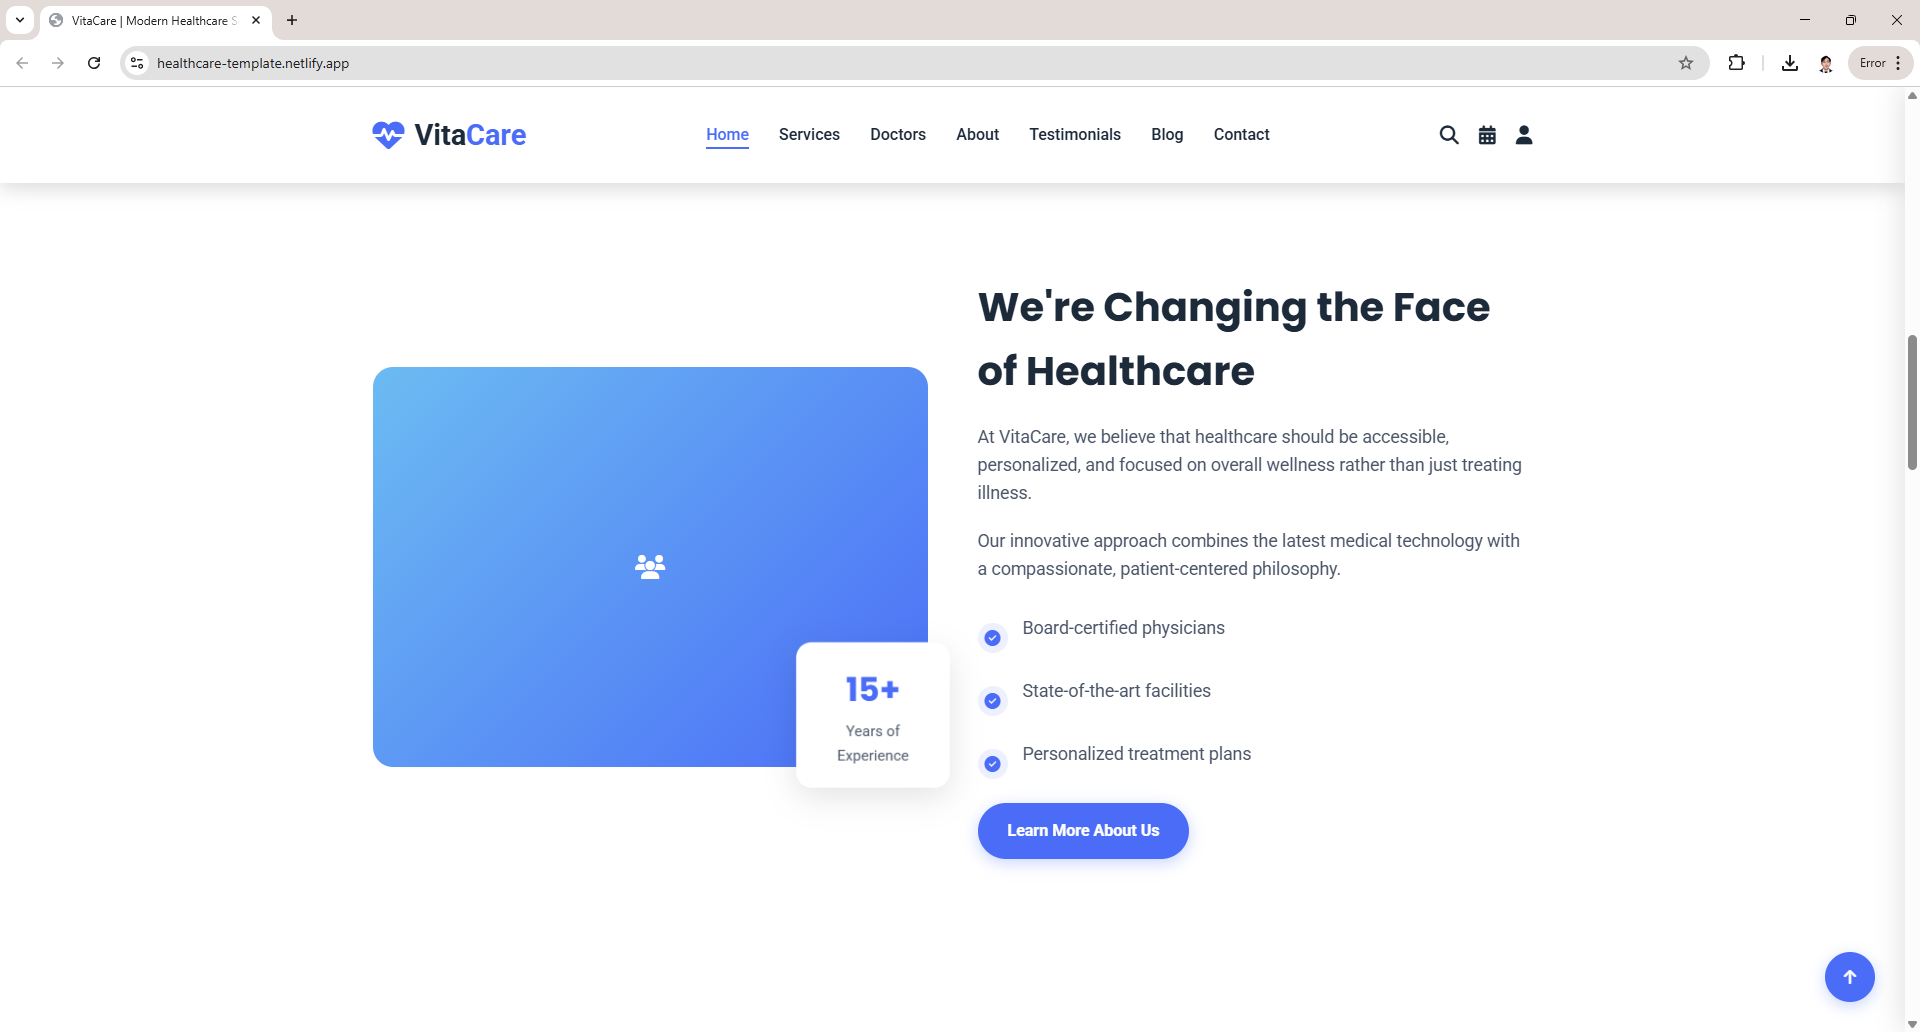 VitaCare | Modern Healthcare S
healthcare-template.netlify.app
Error
VitaCare
Home
Services
Doctors
About
Testimonials
Blog
Contact
We're Changing the Face
of Healthcare
At VitaCare, we believe that healthcare should be accessible,
personalized, and focused on overall wellness rather than just treating
illness.
Our innovative approach combines the latest medical technology with
a compassionate, patient-centered philosophy.
Board-certified physicians
State-of-the-art facilities
Personalized treatment plans
15+
Years of
Experience
Learn More About Us